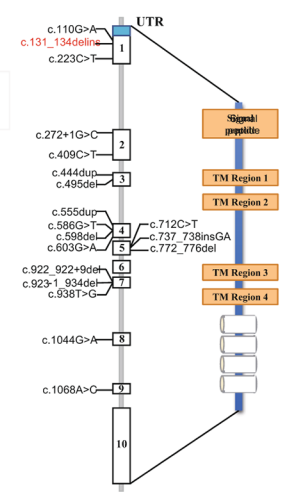 UTR
c.110G>A
c.131_134delins
c.223C>T
1
c.272+1G>C
2
c.409C>T
c.444dup
3
c.495del
c.555dup
c.586G>T
4
c.598del
c.603G>A
5
c.712C>T
c.737_738insGA
c.772_776del
6
c.922_922+9del
c.923-1_934del
7
c.938T>G
c.1044G>A
8
c.1068A>C
9
10
Signal
peptide
TM Region 1
TM Region 2
TM Region 3
TM Region 4